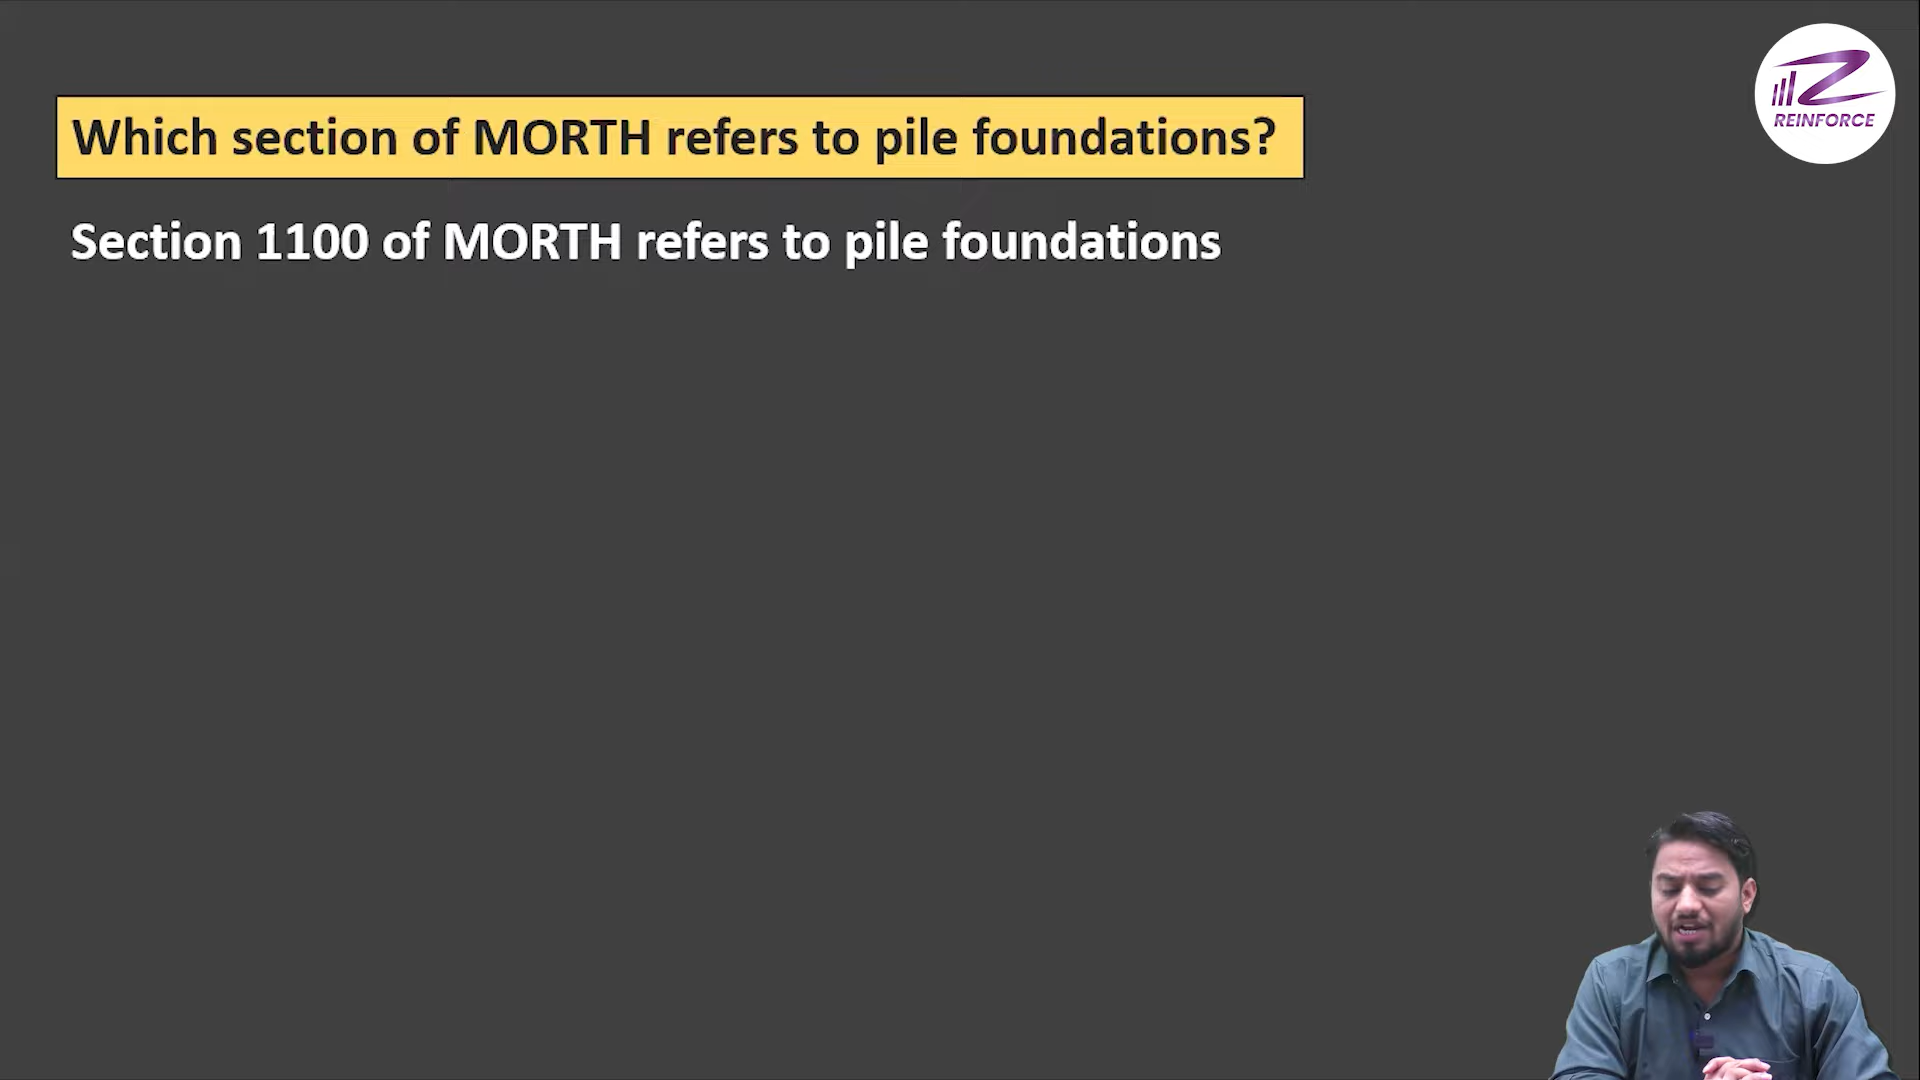 Which section of MORTH refers to pile foundations?
Section 1100 of MORTH refers to pile foundations
REINFORCE